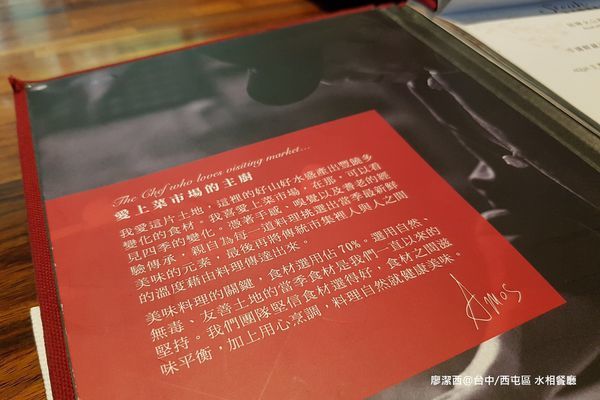 The Chef who loves visiting market...
愛上菜市場的主廚
我愛這片土地，這裡的好山好水盛產出豐饒多
變化的食材。我喜愛上菜市場，在那，可以看
見四季的變化。憑著手感、嗅覺以及長老的經
驗傳承，親自為每一道料理挑選出當季最新鮮
美味的元素，最後再將傳統市集裡人與人之間
的溫度藉由料理傳達出來。
美味料理的關鍵，食材選用佔70%。選用自然、
無毒、友善土地的當季食材是我們一直以來的
堅持。我們團隊堅信食材選得好，食材之間滋
味平衡，加上用心烹調，料理自然就健康美味。
Amos
廖潔西@台中/西屯區 水相餐廳